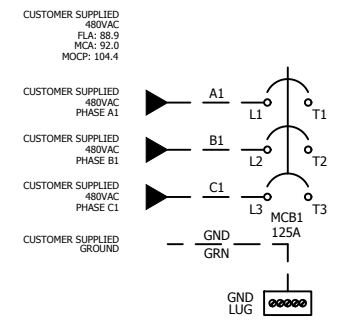 CUSTOMER SUPPLIED
480VAC
FLA: 88.9
MCA: 92.0
MOCP: 104.4
CUSTOMER SUPPLIED
480VAC
PHASE A1
A1
L1
T1
CUSTOMER SUPPLIED
480VAC
PHASE B1
B1
L2
T2
CUSTOMER SUPPLIED
480VAC
PHASE C1
C1
L3
T3
MCB1
125A
CUSTOMER SUPPLIED
GROUND
GND
GRN
GND
LUG